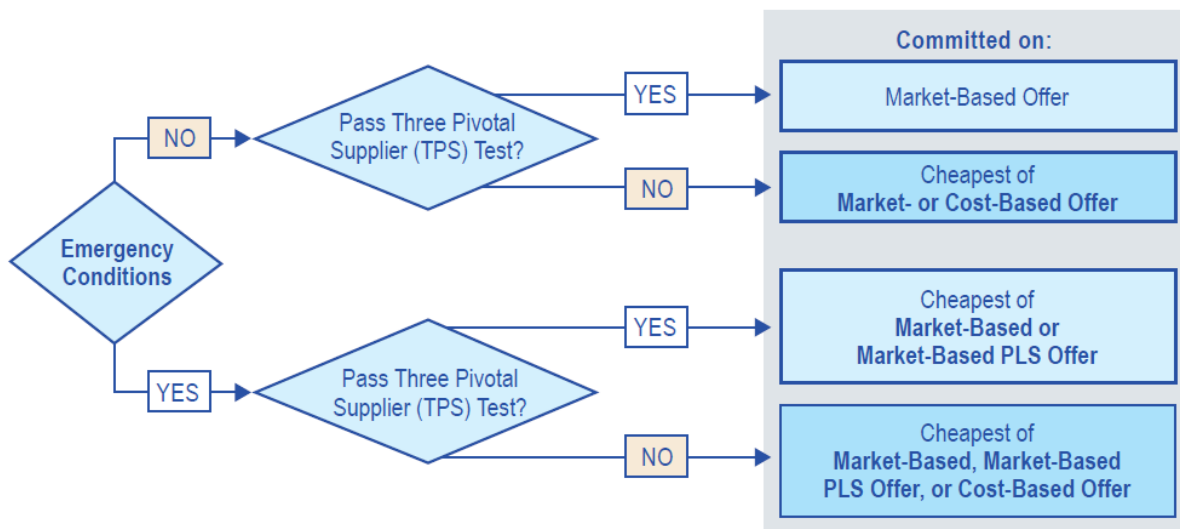 Committed on:
YES
Market-Based Offer
Pass Three Pivotal
Supplier (TPS) Test?
NO
NO
Cheapest of
Market- or Cost-Based Offer
Emergency
Conditions
YES
Cheapest of
Market-Based or
Market-Based PLS Offer
YES
Pass Three Pivotal
Supplier (TPS) Test?
NO
Cheapest of
Market-Based, Market-Based
PLS Offer, or Cost-Based Offer